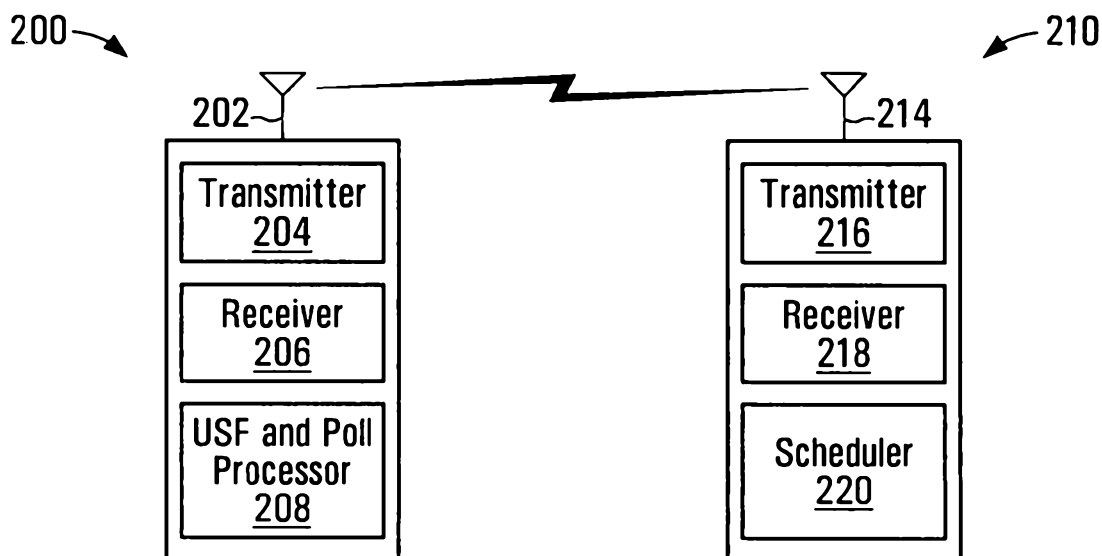 200
210
202
214
Transmitter
204
Receiver
206
USF and Poll
Processor
208
Transmitter
216
Receiver
218
Scheduler
220